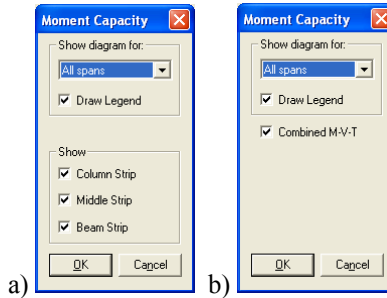 Moment Capacity
Show diagram for:
All spans
Draw Legend
Show
Column Strip
Middle Strip
Beam Strip
OK Cancel
a)
Moment Capacity
Show diagram for:
All spans
Draw Legend
Combined M-V-T
OK Cancel
b)